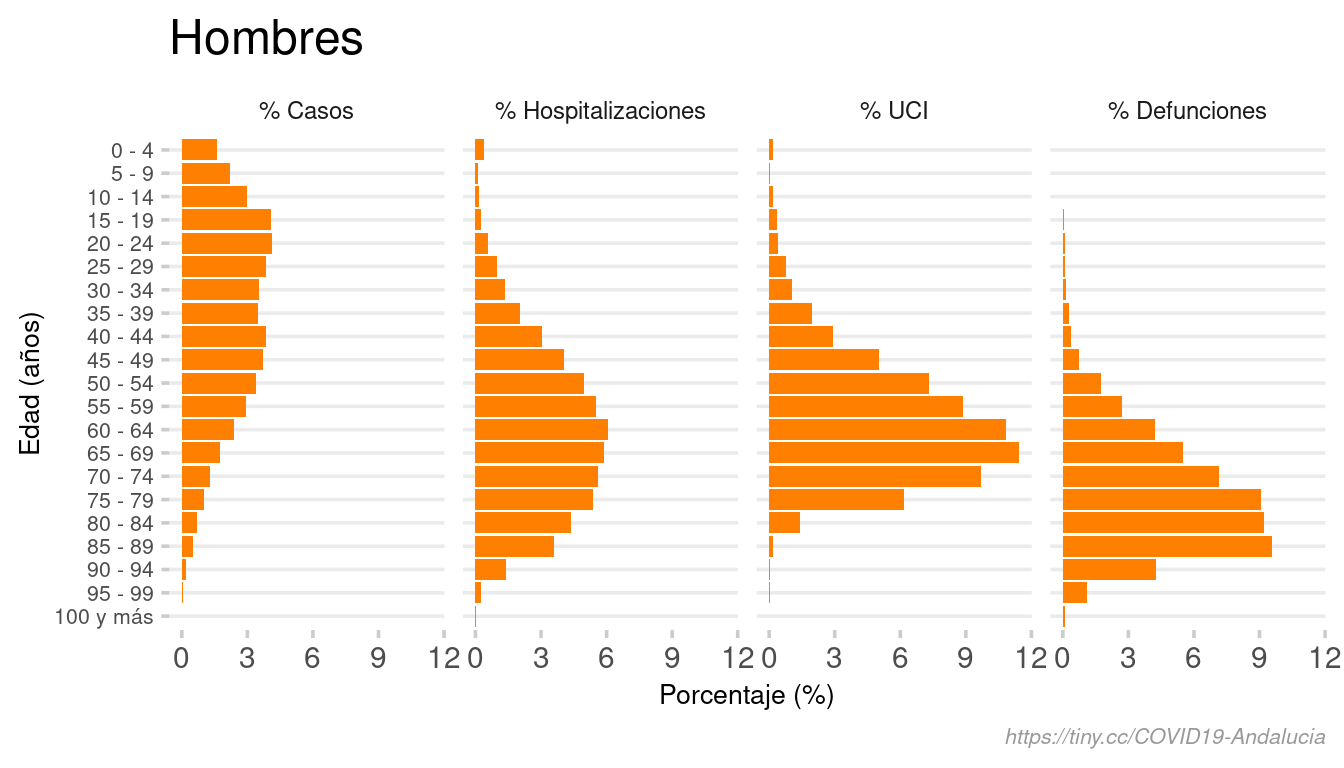 Hombres
% Casos % Hospitalizaciones % UCI % Defunciones
Edad (años)
0 - 4
5 - 9
10 - 14
15 - 19
20 - 24
25 - 29
30 - 34
35 - 39
40 - 44
45 - 49
50 - 54
55 - 59
60 - 64
65 - 69
70 - 74
75 - 79
80 - 84
85 - 89
90 - 94
95 - 99
100 y más
0 3 6 9 12 0 3 6 9 12 0 3 6 9 12 0 3 6 9 12
Porcentaje (%)
https://tiny.cc/COVID19-Andalucia